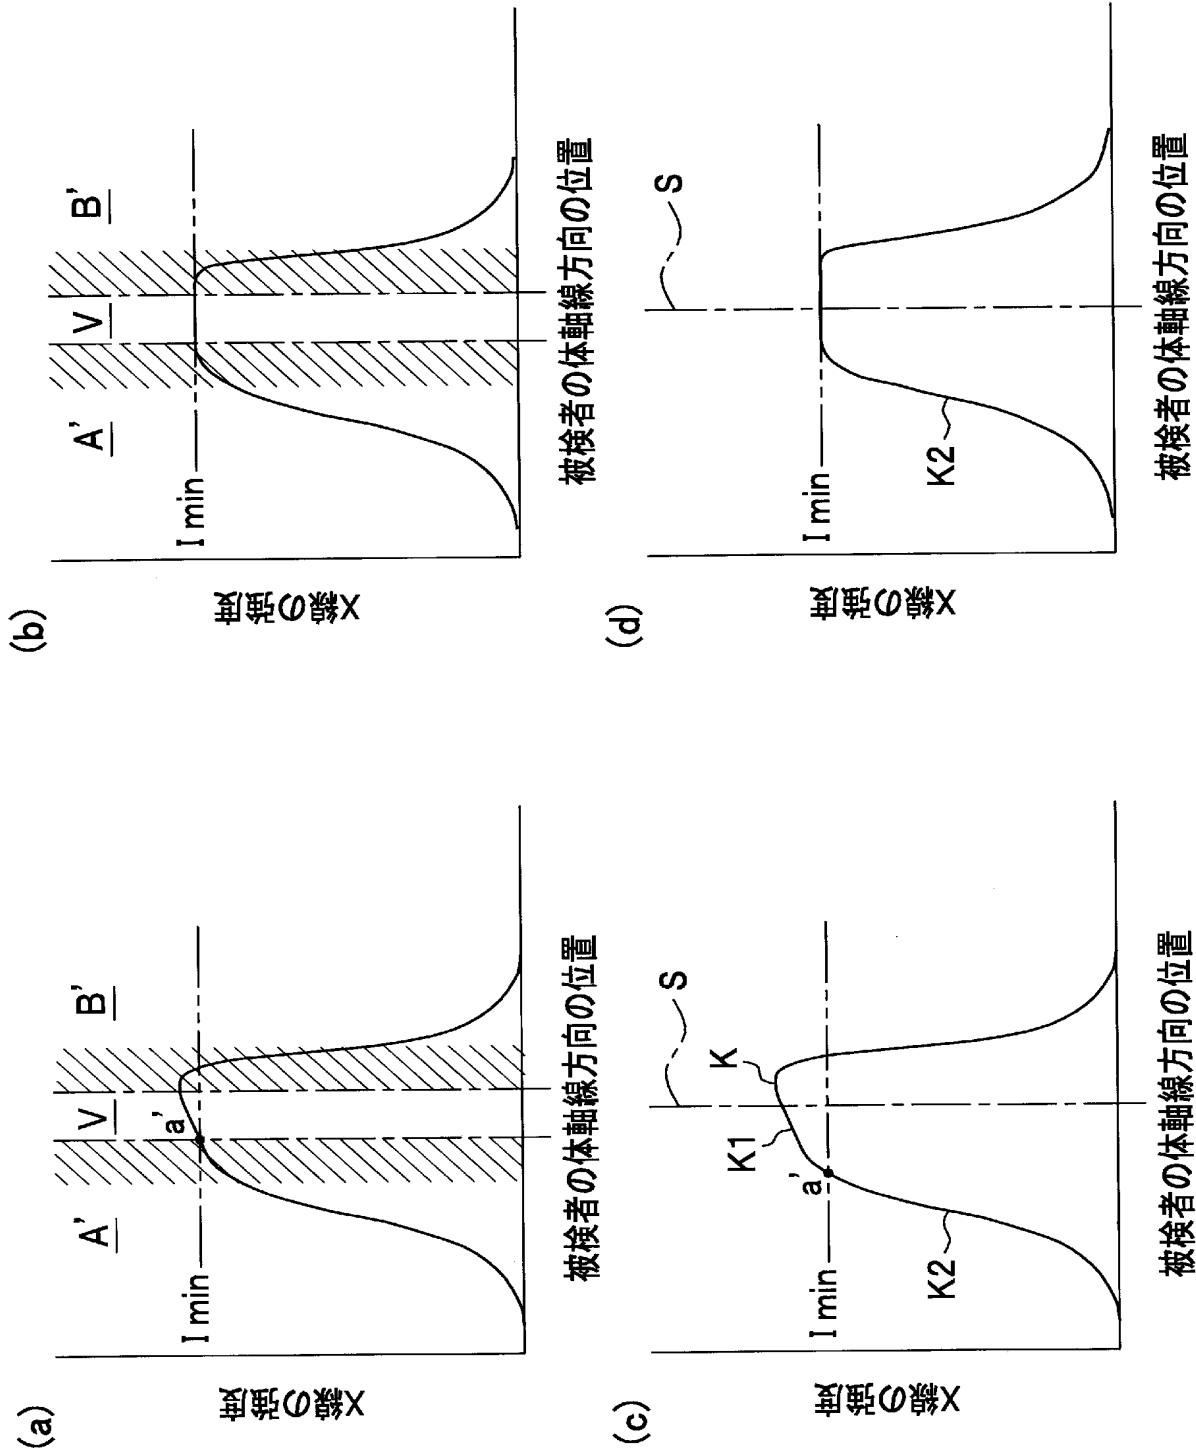 (a)
X線の強度
A'
V
B'
a'
I min
被検者の体軸線方向の位置
(b)
X線の強度
A'
V
B'
I min
被検者の体軸線方向の位置
(c)
X線の強度
S
K
K1
a'
I min
K2
被検者の体軸線方向の位置
(d)
X線の強度
S
I min
K2
被検者の体軸線方向の位置